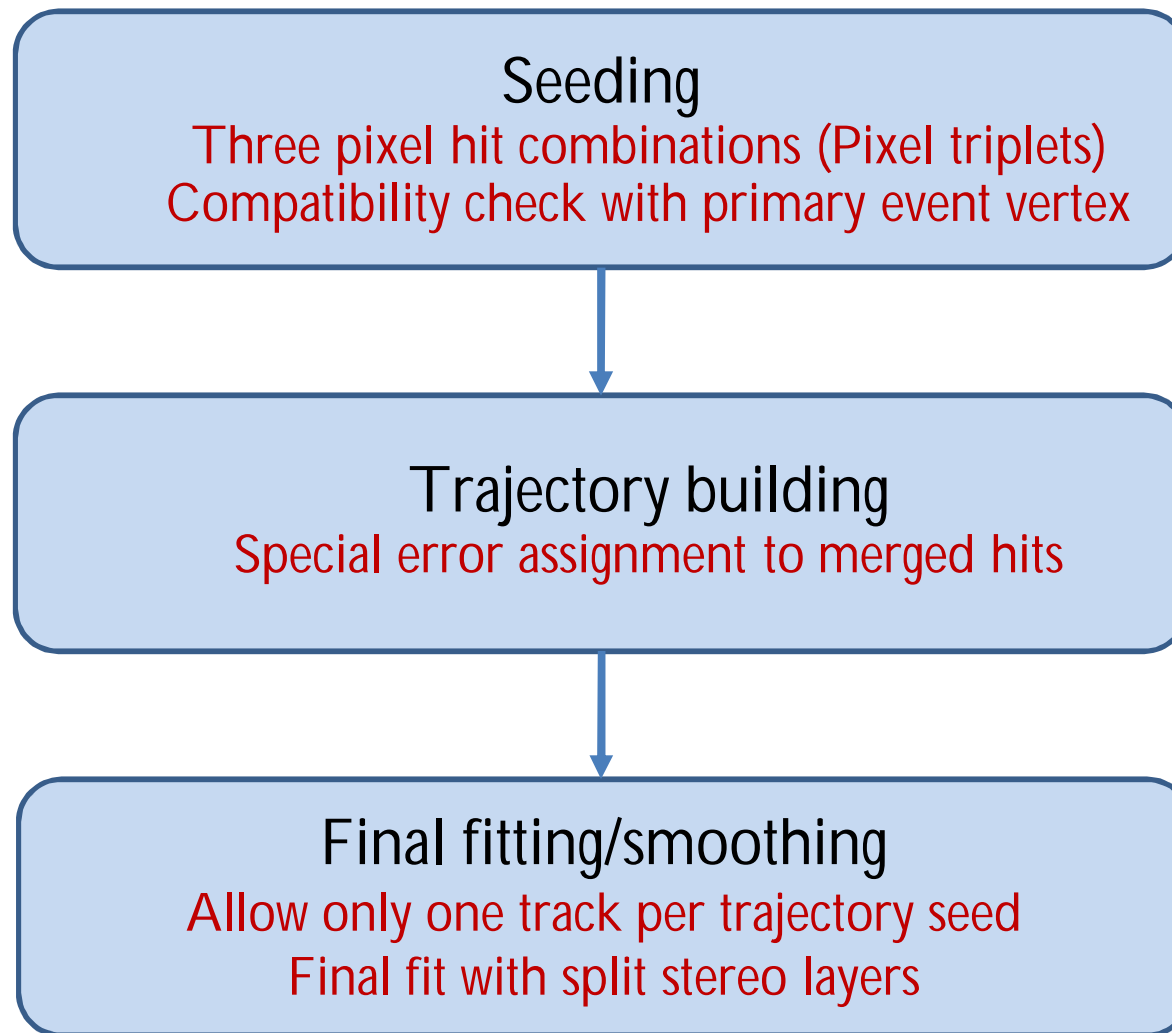 Seeding
Three pixel hit combinations (Pixel triplets)
Compatibility check with primary event vertex
Trajectory building
Special error assignment to merged hits
Final fitting/smoothing
Allow only one track per trajectory seed
Final fit with split stereo layers